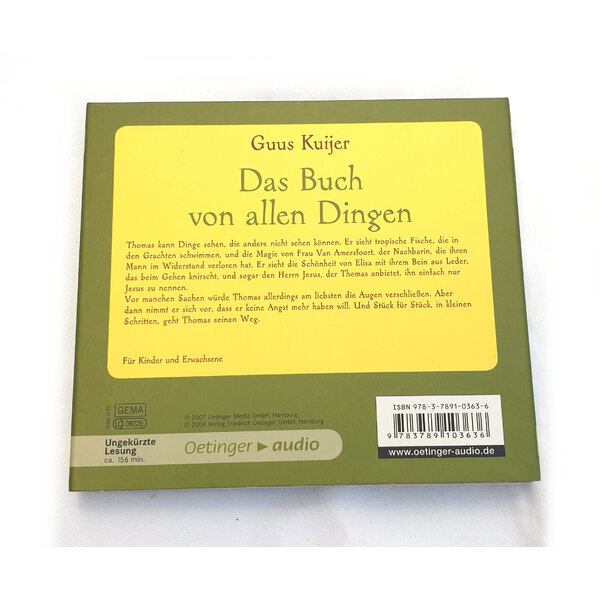 Guus Kuijer
Das Buch
von allen Dingen
Thomas kann Dinge sehen, die andere nicht sehen können. Er sieht tropische Fische, die in
den Grachten schwimmen, und die Magie von Frau Van Amersfoort, der Nachbarin, die ihren
Mann im Widerstand verloren hat. Er sieht die Schönheit von Elisa mit ihrem Bein aus Leder,
das beim Gehen knirscht, und sogar den Herrn Jesus, der Thomas anbietet, ihn einfach nur
Jesus zu nennen.
Vor manchen Sachen würde Thomas allerdings am liebsten die Augen verschließen. Aber
dann nimmt er sich vor, dass er keine Angst mehr haben will. Und Stück für Stück, in kleinen
Schritten, geht Thomas seinen Weg.
Für Kinder und Erwachsene
GEMA
LC 09225
℗ 2007 Oetinger Media GmbH, Hamburg
© 2006 Verlag Friedrich Oetinger GmbH, Hamburg
Ungekürzte
Lesung
ca. 156 min.
Oetinger audio
ISBN 978-3-7891-0363-6
9 783789 103636
www.oetinger-audio.de